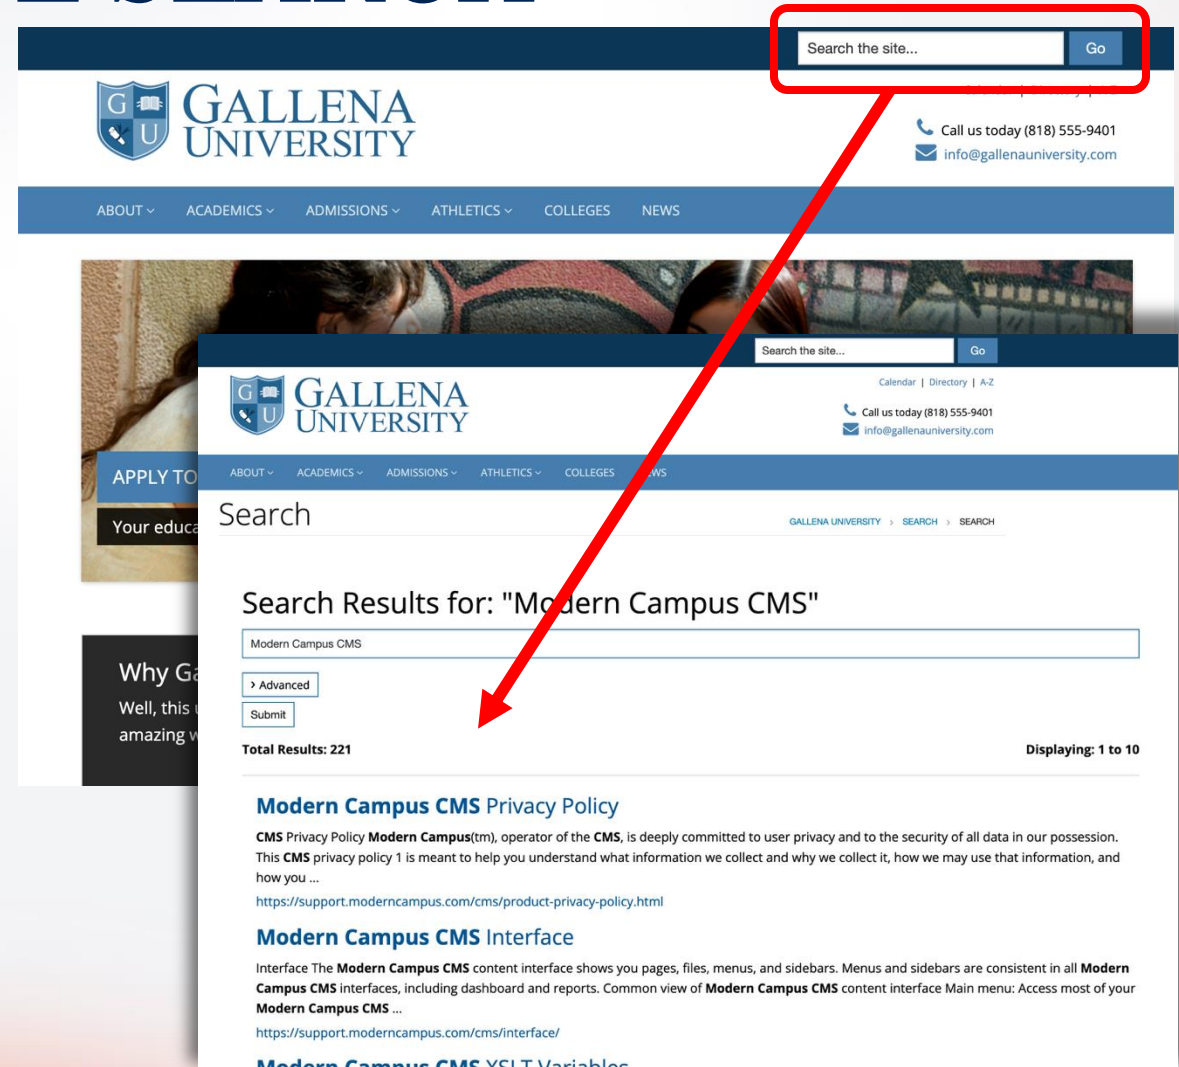 SEARCH
Search the site... Go
GALLENA
UNIVERSITY
G U
Call us today (818) 555-9401
info@gallenauniversity.com
ABOUT ACADEMICS ADMISSIONS ATHLETICS COLLEGES NEWS
APPLY TO
Your educa
Why Ga
Well, this
amazing w
Search the site... Go
GALLENA
UNIVERSITY
G U
Calendar | Directory | A-Z
Call us today (818) 555-9401
info@gallenauniversity.com
ABOUT ACADEMICS ADMISSIONS ATHLETICS COLLEGES
Search
GALLENA UNIVERSITY > SEARCH > SEARCH
Search Results for: "Modern Campus CMS"
Modern Campus CMS
> Advanced
Submit
Total Results: 221 Displaying: 1 to 10
Modern Campus CMS Privacy Policy
CMS Privacy Policy Modern Campus(tm), operator of the CMS, is deeply committed to user privacy and to the security of all data in our possession.
This CMS privacy policy 1 is meant to help you understand what information we collect and why we collect it, how we may use that information, and
how you ...
https://support.moderncampus.com/cms/product-privacy-policy.html
Modern Campus CMS Interface
Interface The Modern Campus CMS content interface shows you pages, files, menus, and sidebars. Menus and sidebars are consistent in all Modern
Campus CMS interfaces, including dashboard and reports. Common view of Modern Campus CMS content interface Main menu: Access most of your
Modern Campus CMS ...
https://support.moderncampus.com/cms/interface/
Modern Campus CMS XSLT Variables